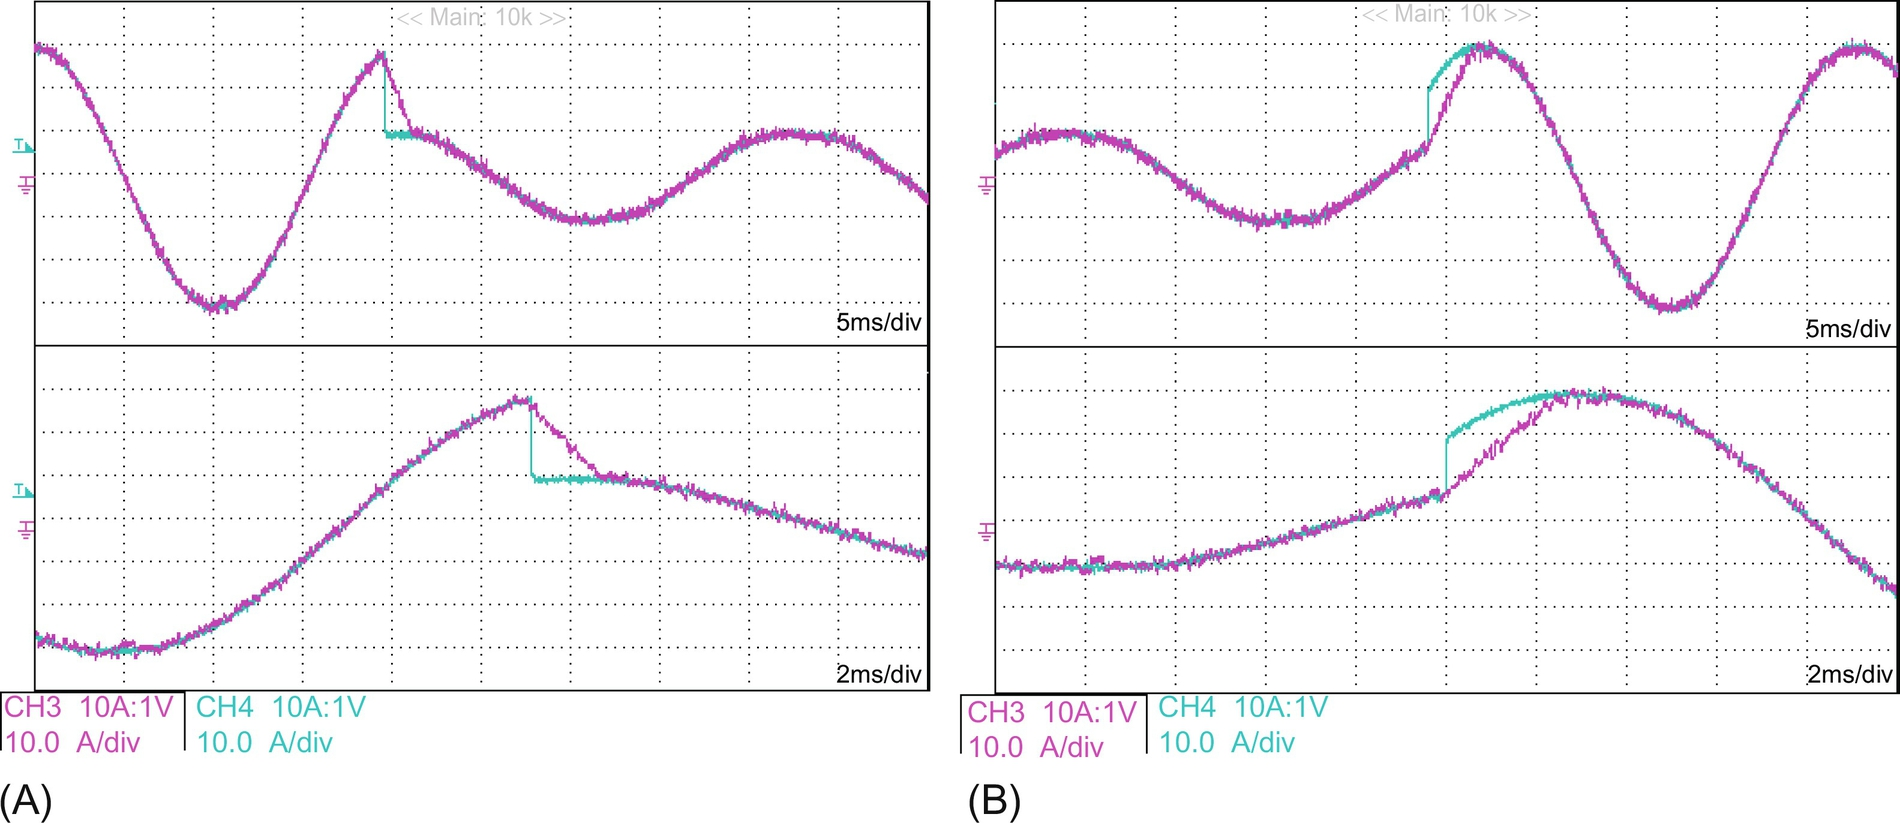 << Main: 10k >>
T
5ms/div
2ms/div
T
CH3 10A:1V
10.0 A/div
CH4 10A:1V
10.0 A/div
(A)
<< Main: 10k >>
5ms/div
2ms/div
CH3 10A:1V
10.0 A/div
CH4 10A:1V
10.0 A/div
(B)